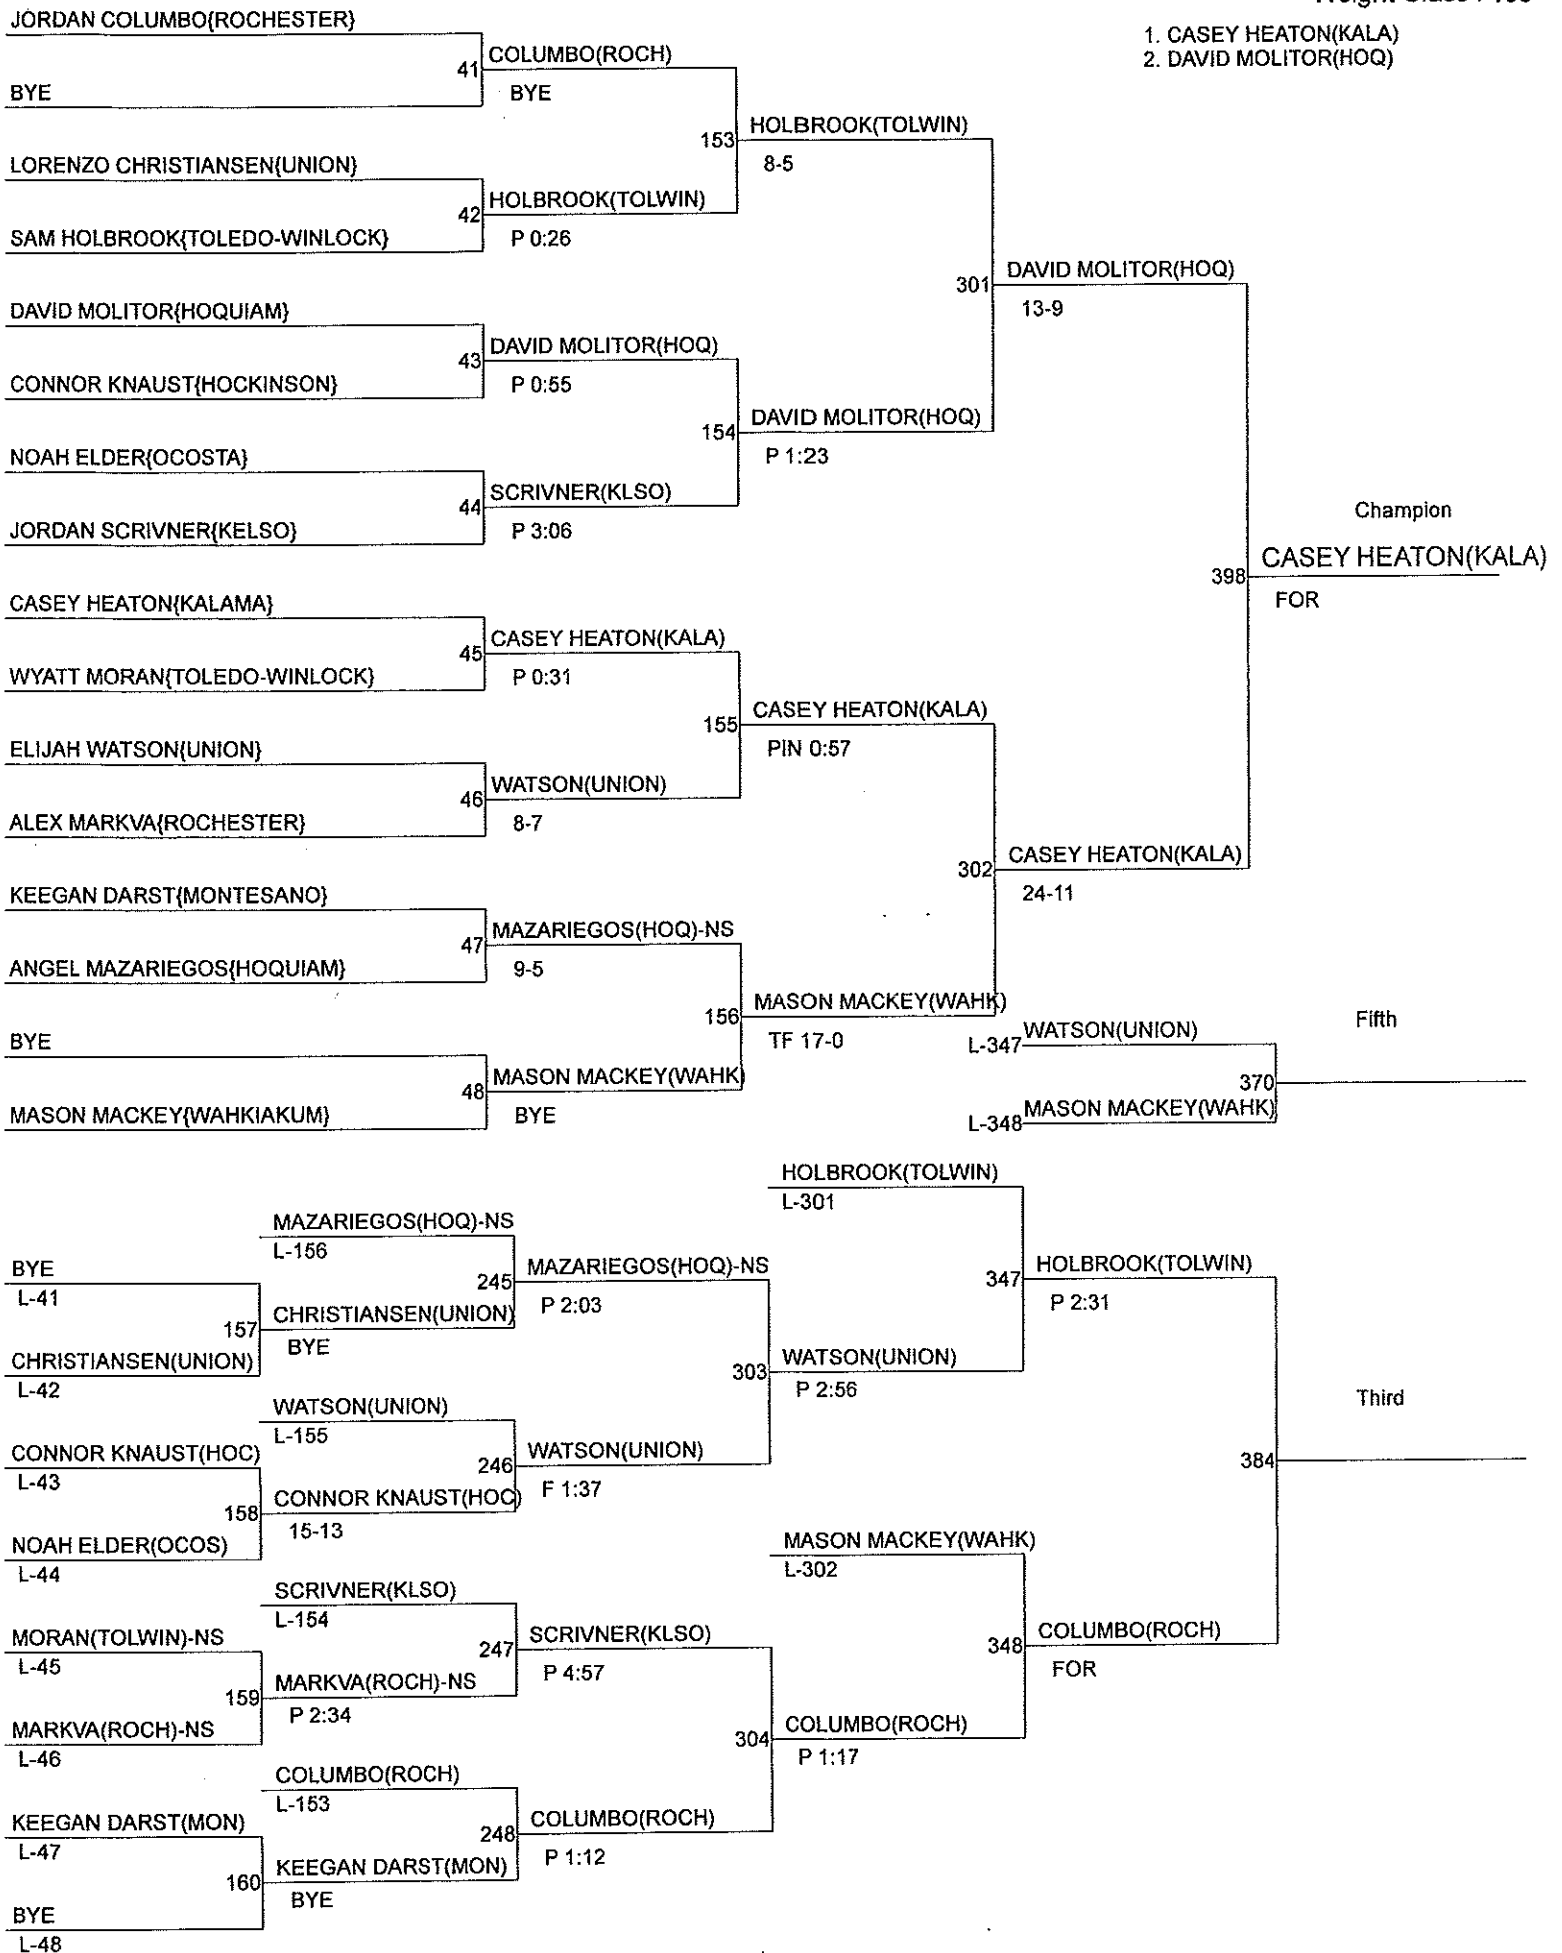 1. CASEY HEATON(KALA)
2. DAVID MOLITOR(HOQ)
JORDAN COLUMBO{ROCHESTER}
41
COLUMBO(ROCH)
BYE
BYE
153
HOLBROOK(TOLWIN)
8-5
LORENZO CHRISTIANSEN{UNION}
42
HOLBROOK(TOLWIN)
P 0:26
SAM HOLBROOK{TOLEDO-WINLOCK}
301
DAVID MOLITOR(HOQ)
13-9
DAVID MOLITOR{HOQUIAM}
43
DAVID MOLITOR(HOQ)
P 0:55
CONNOR KNAUST{HOCKINSON}
154
DAVID MOLITOR(HOQ)
P 1:23
NOAH ELDER{OCOSTA}
44
SCRIVNER(KLSO)
P 3:06
JORDAN SCRIVNER{KELSO}
Champion
398
CASEY HEATON(KALA)
FOR
CASEY HEATON{KALAMA}
45
CASEY HEATON(KALA)
P 0:31
WYATT MORAN{TOLEDO-WINLOCK}
155
CASEY HEATON(KALA)
PIN 0:57
ELIJAH WATSON{UNION}
46
WATSON(UNION)
8-7
ALEX MARKVA{ROCHESTER}
302
CASEY HEATON(KALA)
24-11
KEEGAN DARST{MONTESANO}
47
MAZARIEGOS(HOQ)-NS
9-5
ANGEL MAZARIEGOS{HOQUIAM}
156
MASON MACKEY(WAHK)
TF 17-0
BYE
48
MASON MACKEY(WAHK)
BYE
MASON MACKEY{WAHKIAKUM}
Fifth
L-347
WATSON(UNION)
370
L-348
MASON MACKEY(WAHK)
HOLBROOK(TOLWIN)
L-301
MAZARIEGOS(HOQ)-NS
L-156
BYE
L-41
245
MAZARIEGOS(HOQ)-NS
P 2:03
347
HOLBROOK(TOLWIN)
P 2:31
157
CHRISTIANSEN(UNION)
BYE
CHRISTIANSEN(UNION)
L-42
303
WATSON(UNION)
P 2:56
WATSON(UNION)
L-155
Third
CONNOR KNAUST(HOC)
L-43
246
WATSON(UNION)
F 1:37
384
158
CONNOR KNAUST(HOC)
15-13
NOAH ELDER(OCOS)
L-44
MASON MACKEY(WAHK)
L-302
SCRIVNER(KLSO)
L-154
MORAN(TOLWIN)-NS
L-45
247
SCRIVNER(KLSO)
P 4:57
348
COLUMBO(ROCH)
FOR
159
MARKVA(ROCH)-NS
P 2:34
MARKVA(ROCH)-NS
L-46
304
COLUMBO(ROCH)
P 1:17
COLUMBO(ROCH)
L-153
KEEGAN DARST(MON)
L-47
248
COLUMBO(ROCH)
P 1:12
160
KEEGAN DARST(MON)
BYE
BYE
L-48